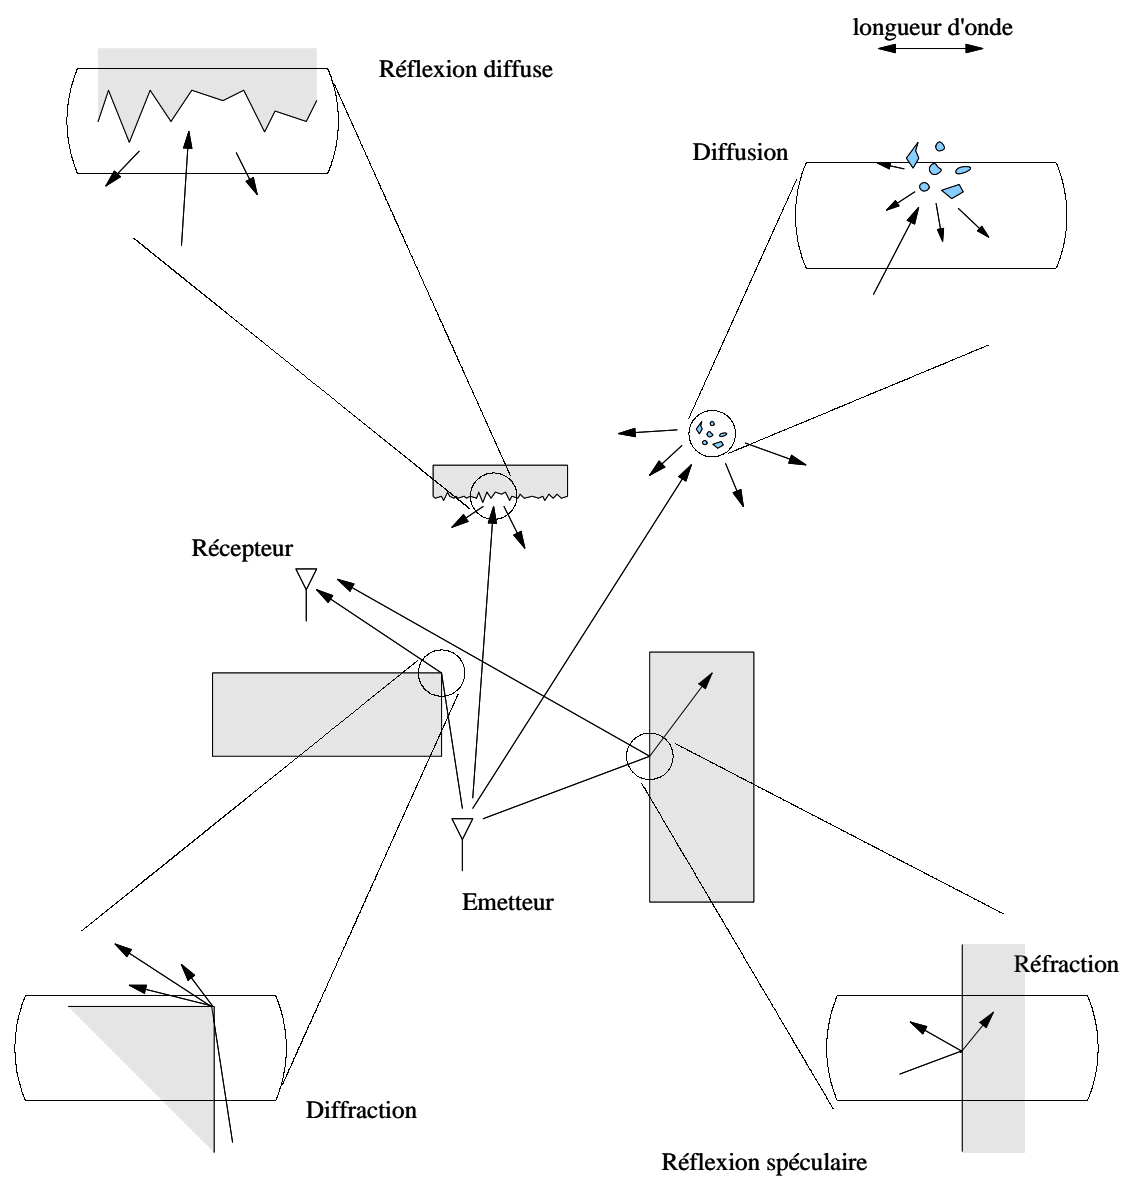 longueur d'onde
Réflexion diffuse
Diffusion
Récepteur
Emetteur
Réfraction
Diffraction
Réflexion spéculaire